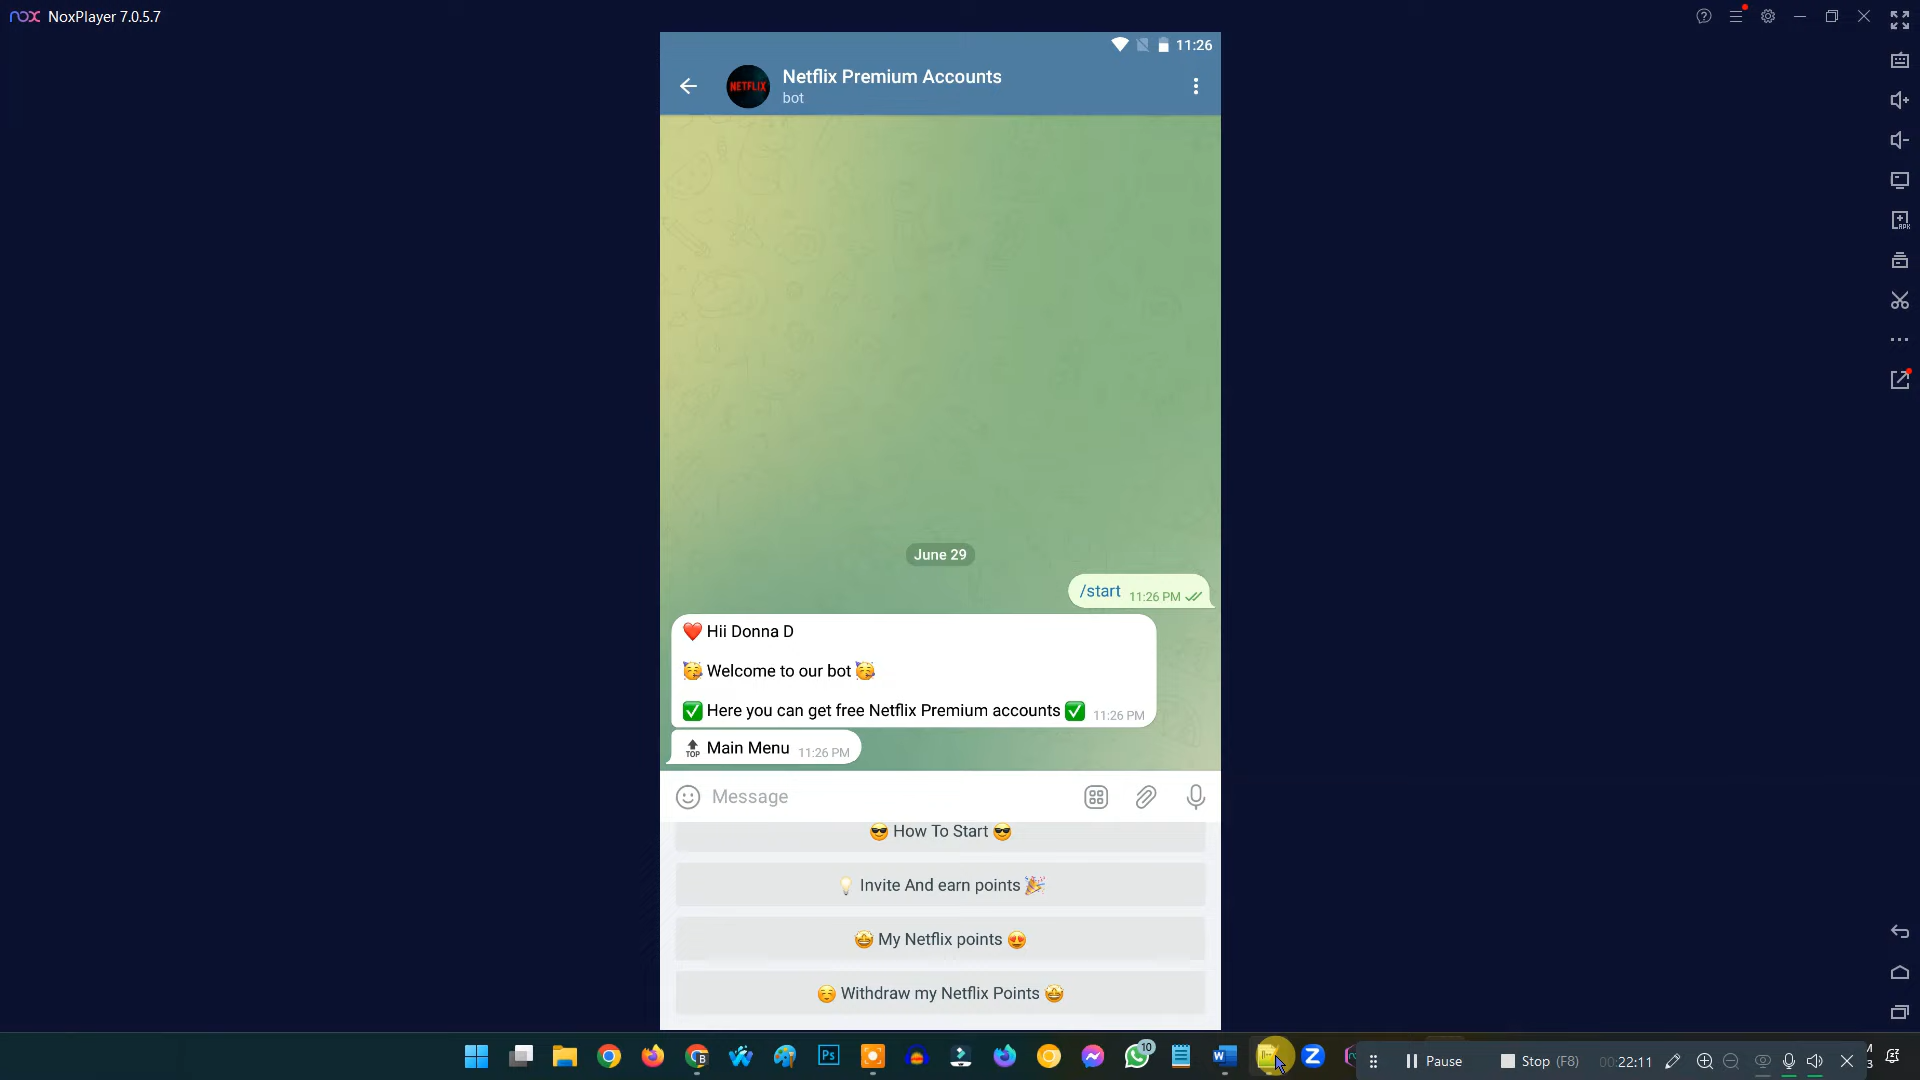 nox NoxPlayer 7.0.5.7
11:26
NETFLIX
Netflix Premium Accounts
bot
June 29
/start 11:26 PM
❤️ Hii Donna D
🥳 Welcome to our bot 🥳
✅ Here you can get free Netflix Premium accounts ✅ 11:26 PM
🔝 Main Menu 11:26 PM
Message
😎 How To Start 😎
💡 Invite And earn points 🎉
🤩 My Netflix points 😍
☺️ Withdraw my Netflix Points 🤩
Ps
B
10
W
Z
Pause
Stop (F8)
00:22:11
M
3